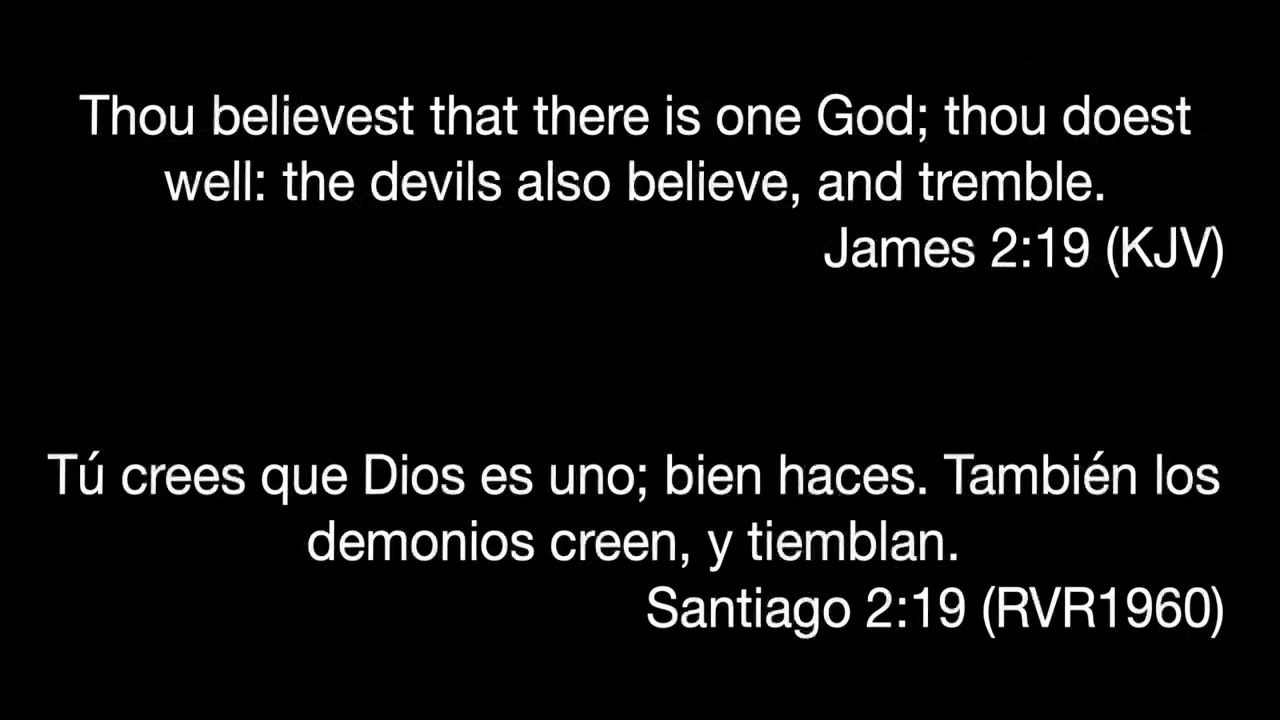 Thou believest that there is one God; thou doest
well: the devils also believe, and tremble.
James 2:19 (KJV)
Tú crees que Dios es uno; bien haces. También los
demonios creen, y tiemblan.
Santiago 2:19 (RVR1960)